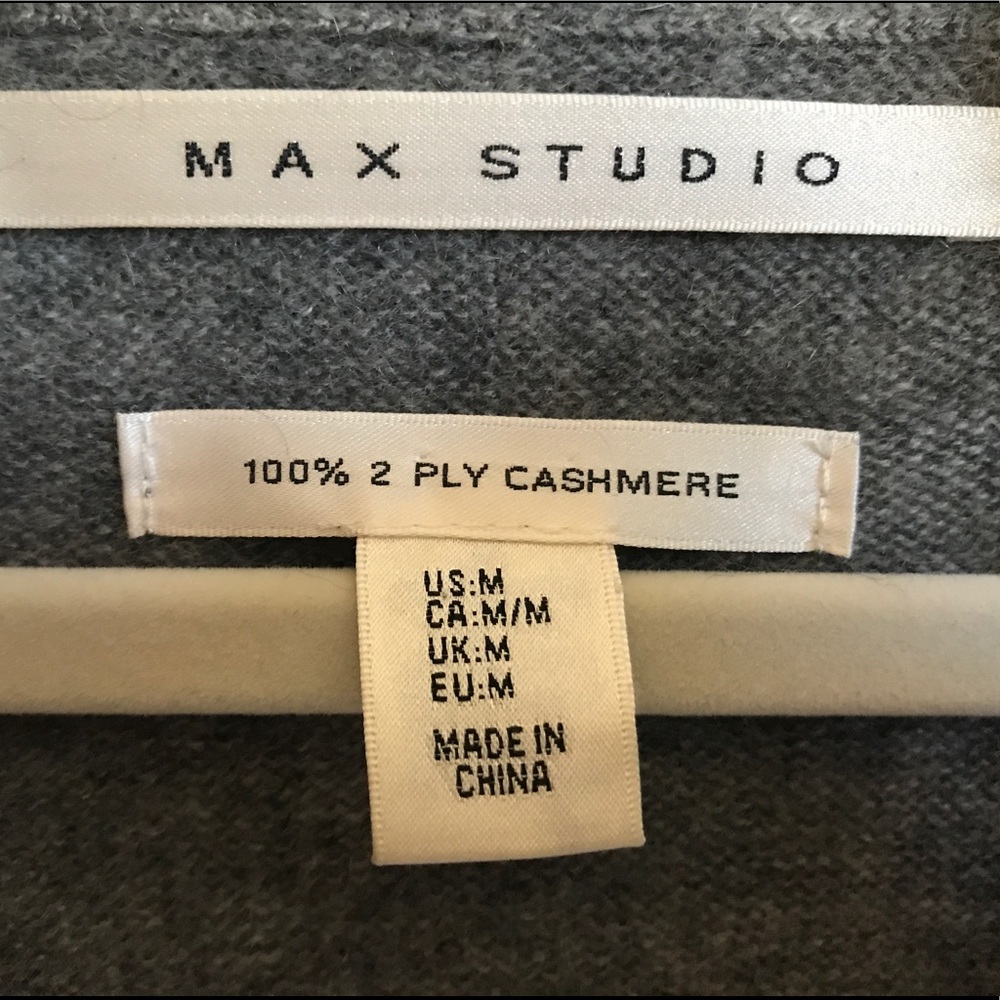 MAX STUDIO
100% 2 PLY CASHMERE
US:M
CA:M/M
UK:M
EU:M
MADE IN
CHINA